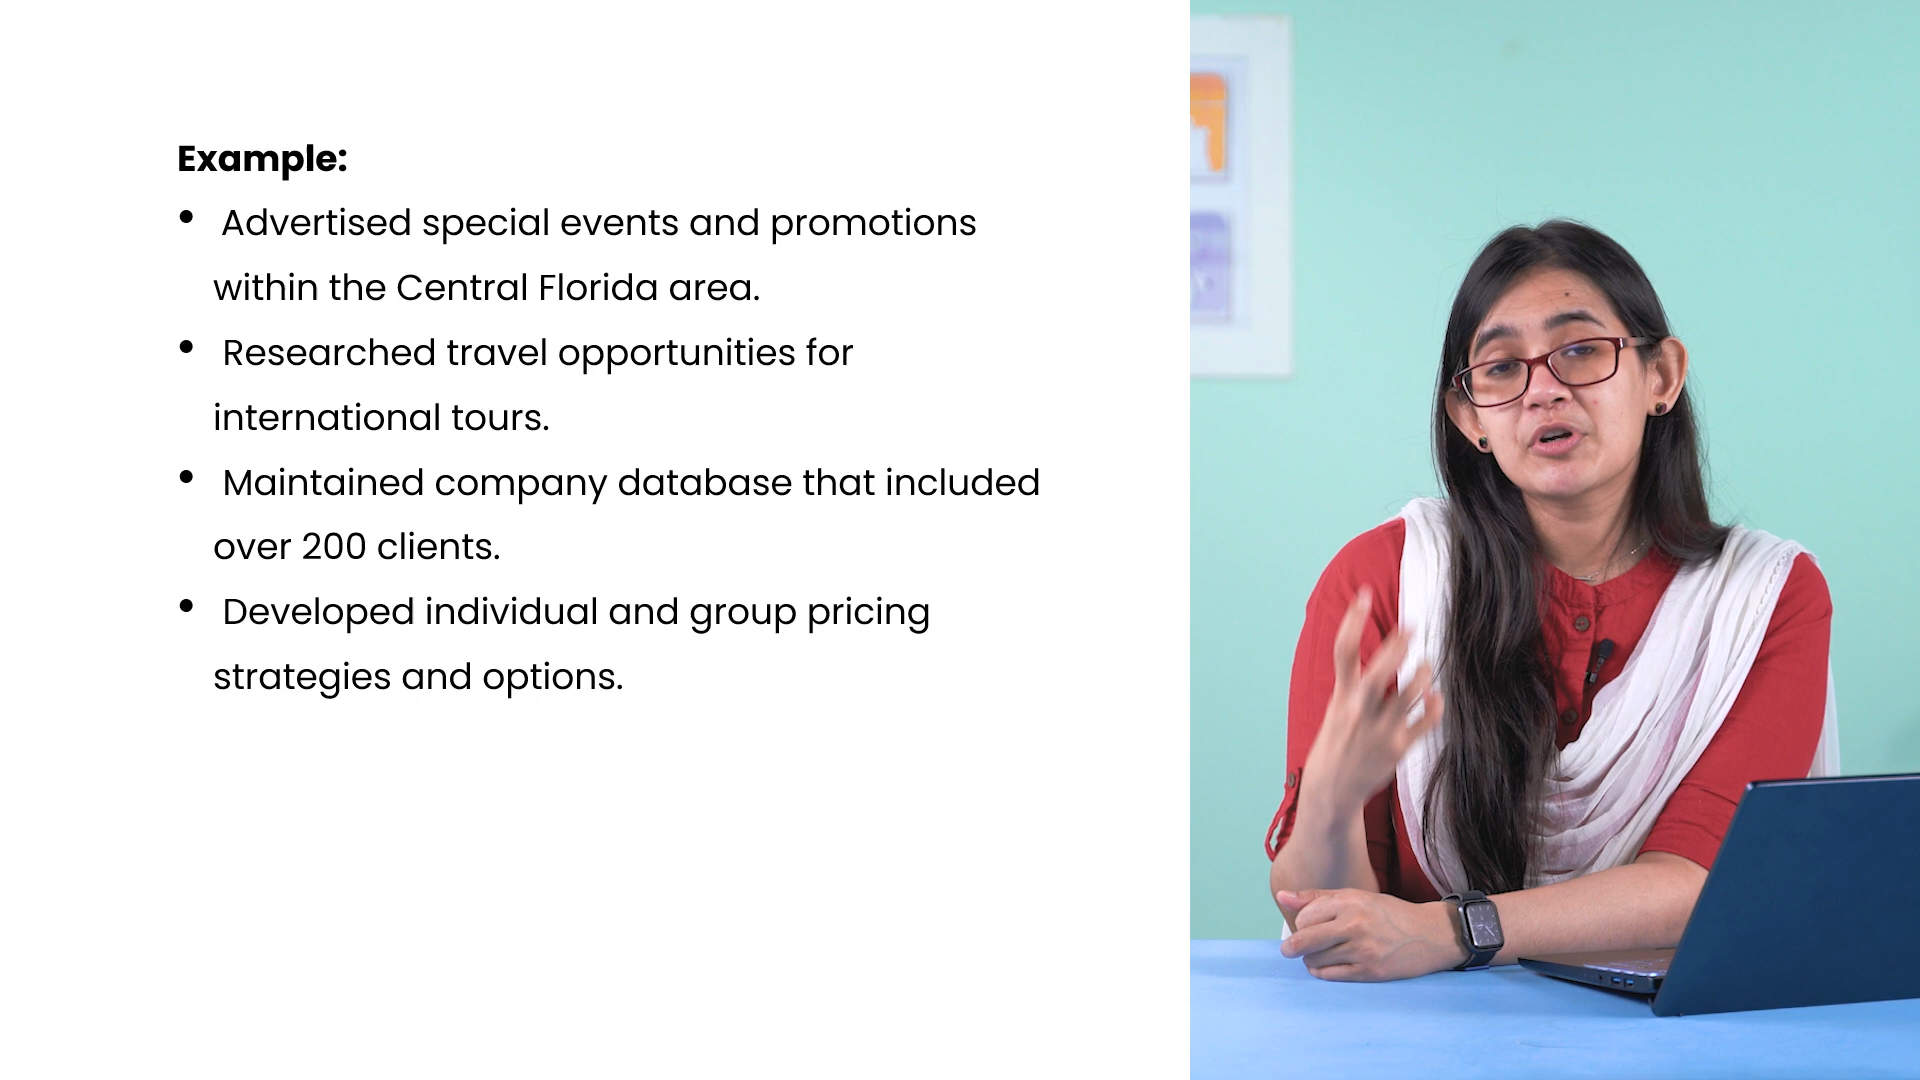 Example:
• Advertised special events and promotions
within the Central Florida area.
• Researched travel opportunities for
international tours.
• Maintained company database that included
over 200 clients.
• Developed individual and group pricing
strategies and options.